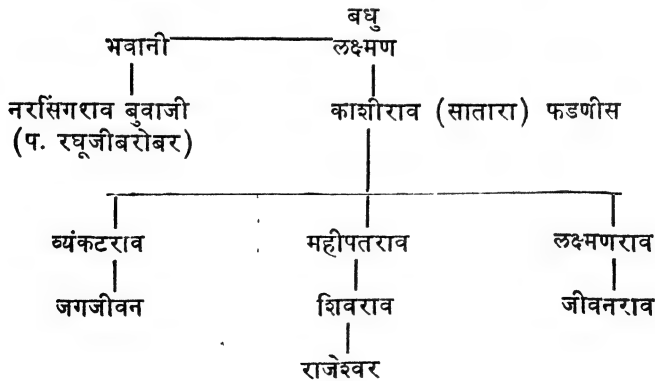 बधु
भवानी लक्ष्मण
नरसिंगराव बुवाजी काशीराव (सातारा) फडणीस
(प. रघूजीबरोबर)
व्यंकटराव महीपतराव लक्ष्मणराव
जगजीवन शिवराव जीवनराव
राजेश्वर